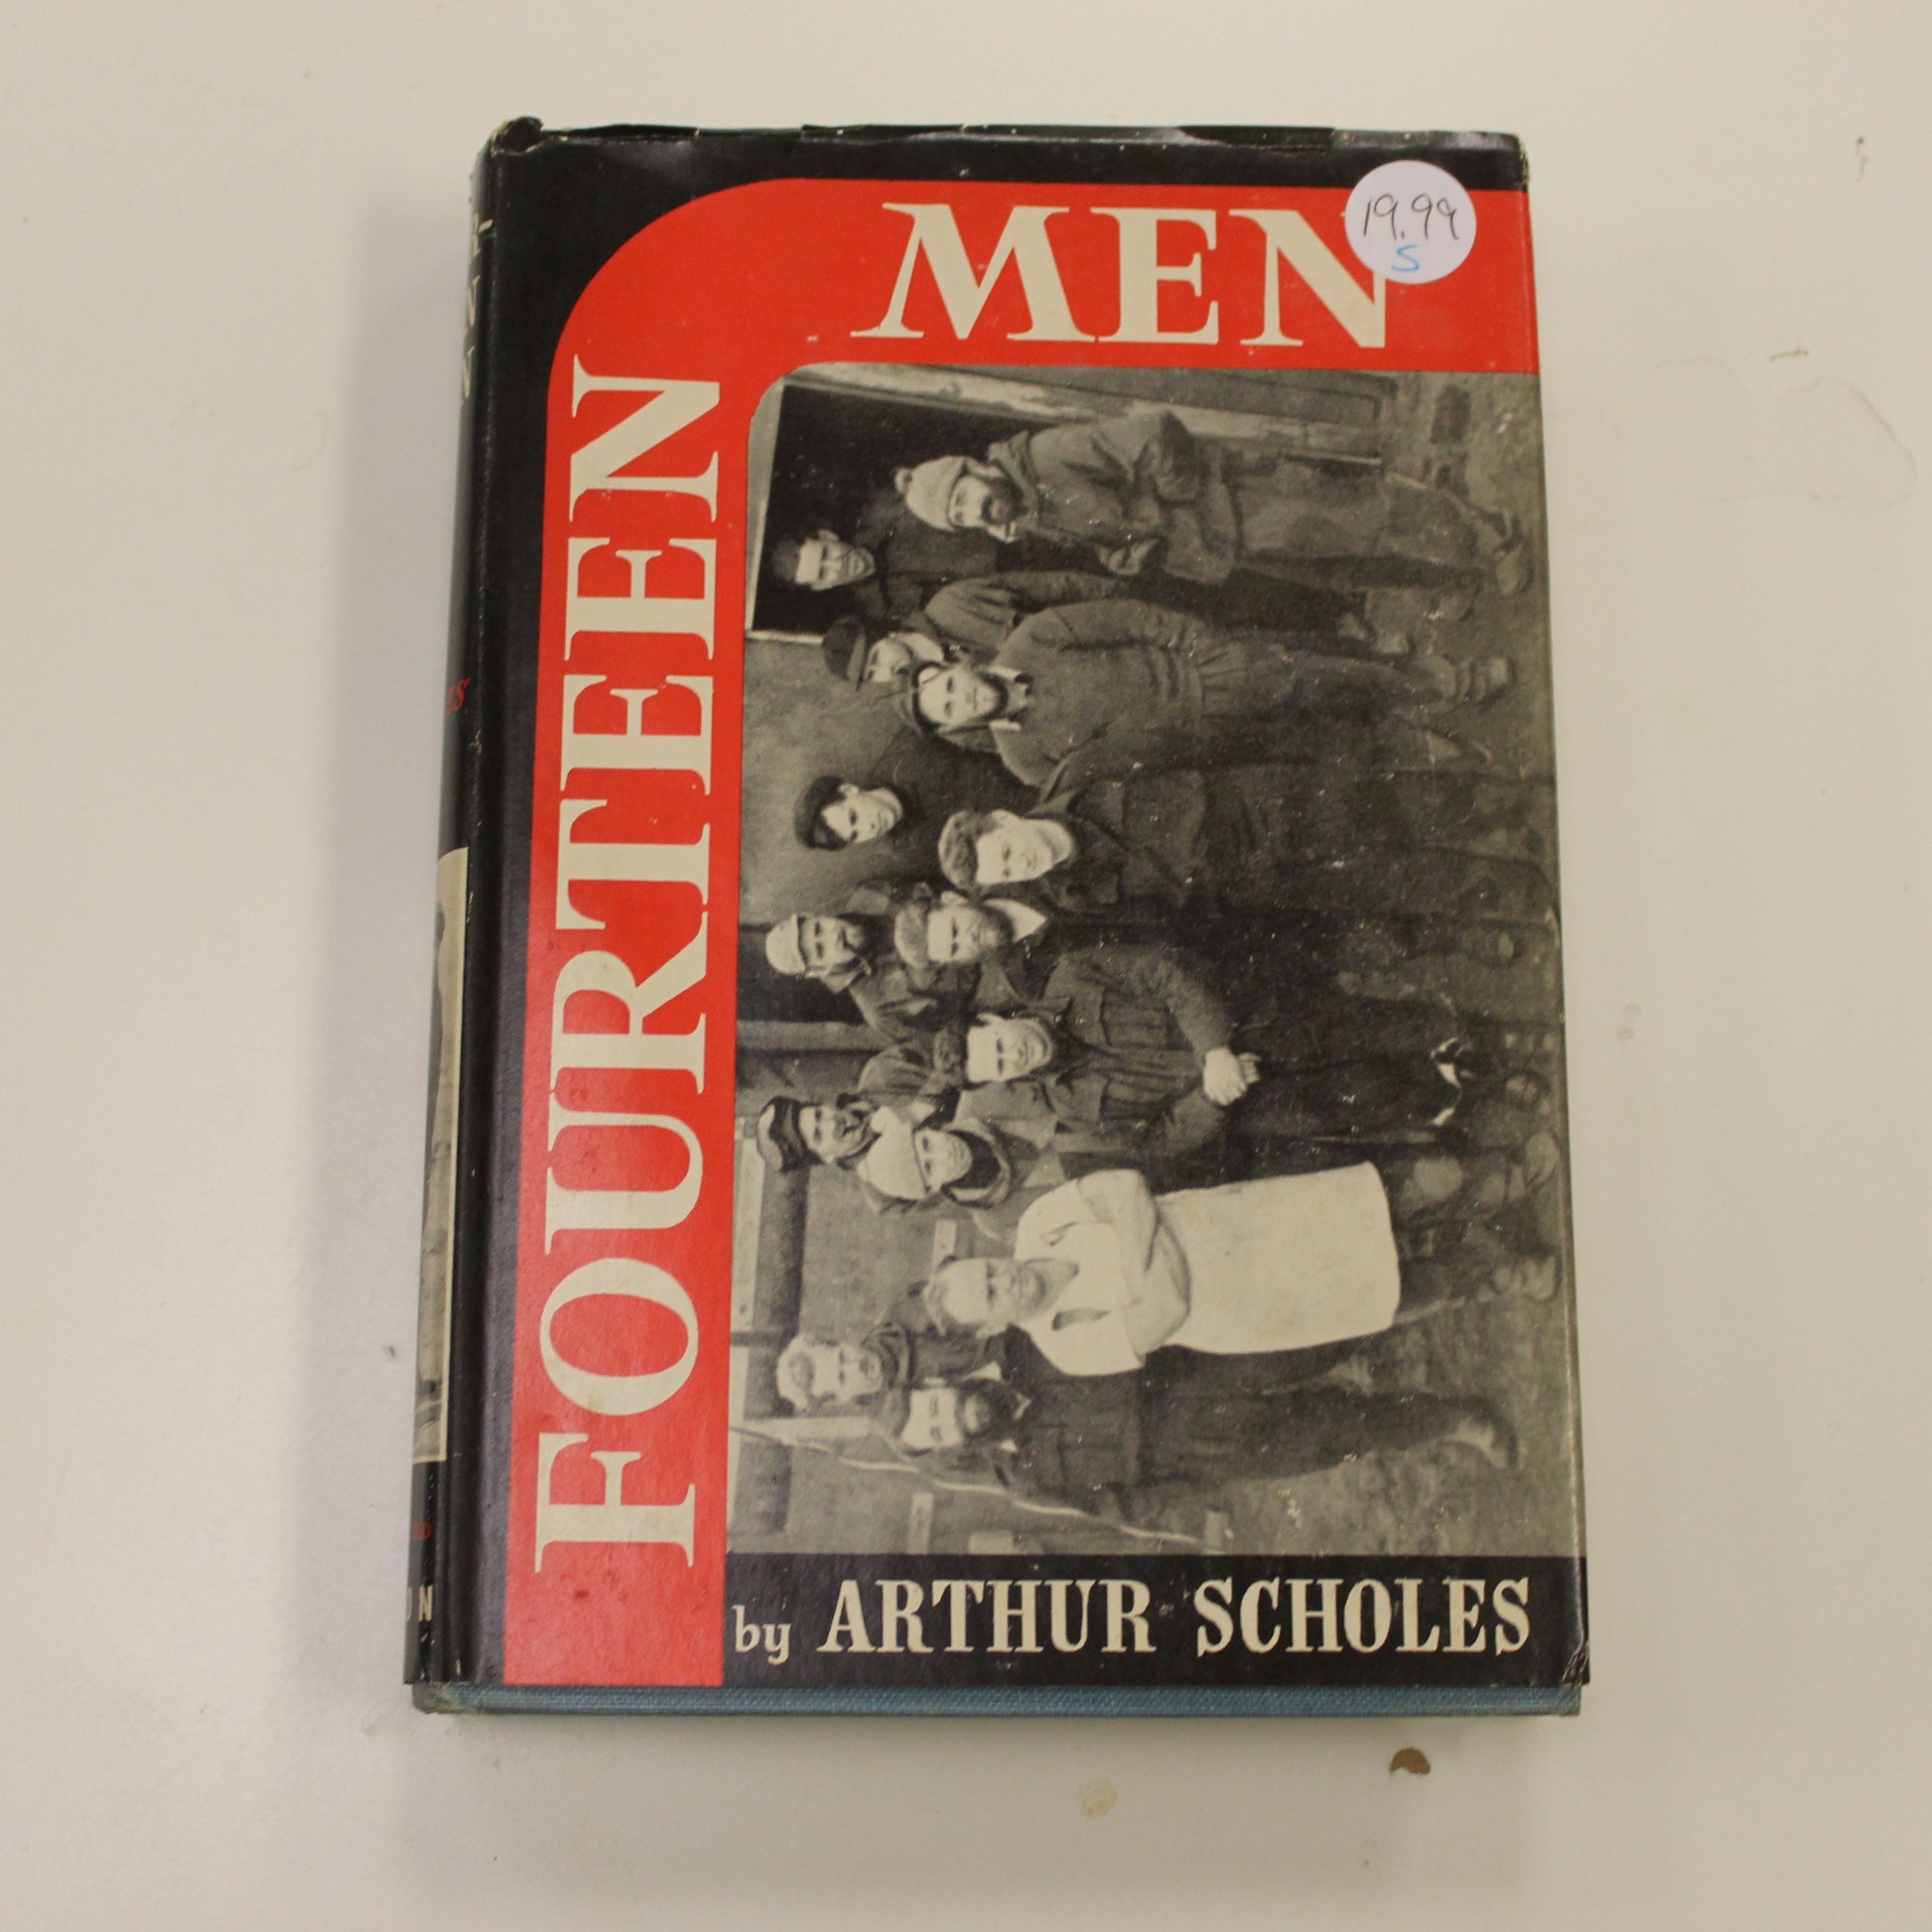 FOURTEEN
MEN
19.99
S
by ARTHUR SCHOLES